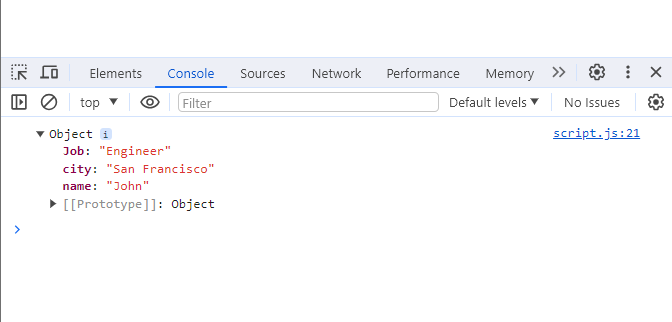 Elements Console Sources Network Performance Memory
top Filter Default levels No Issues
Object i script.js:21
Job: "Engineer"
city: "San Francisco"
name: "John"
[[Prototype]]: Object